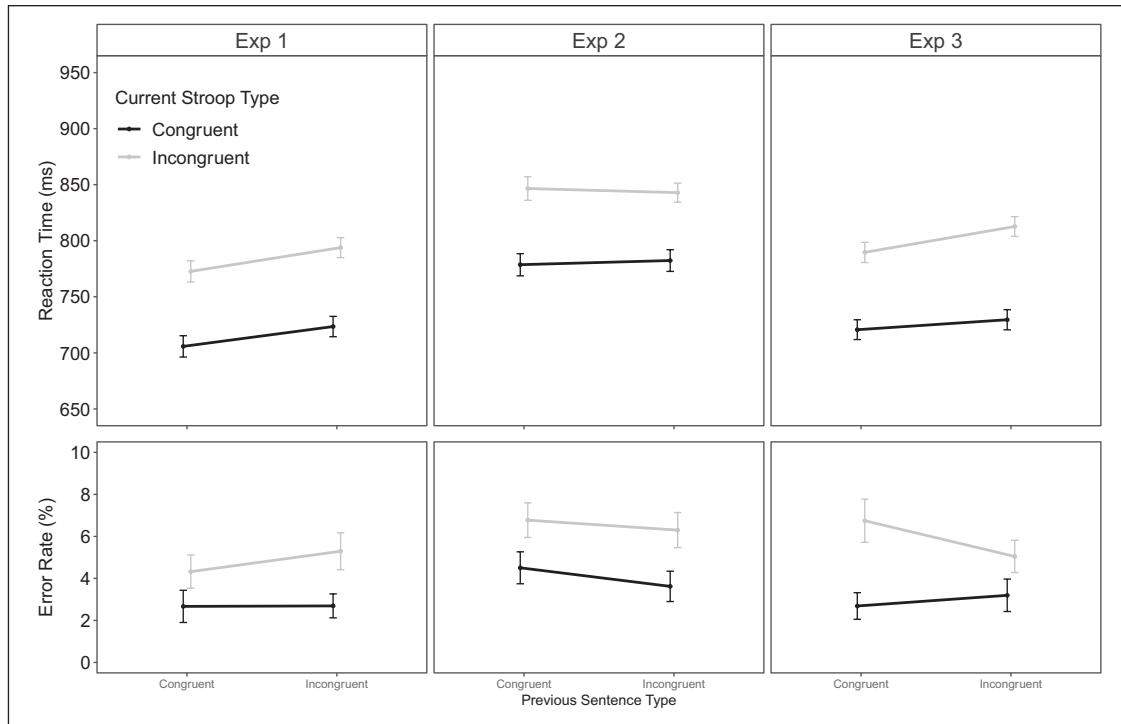 Exp 1 Exp 2 Exp 3
950
900
850
800
750
700
650
Reaction Time (ms)
Current Stroop Type
Congruent
Incongruent
10
8
6
4
2
0
Error Rate (%)
Congruent Incongruent Congruent Incongruent Congruent Incongruent
Previous Sentence Type